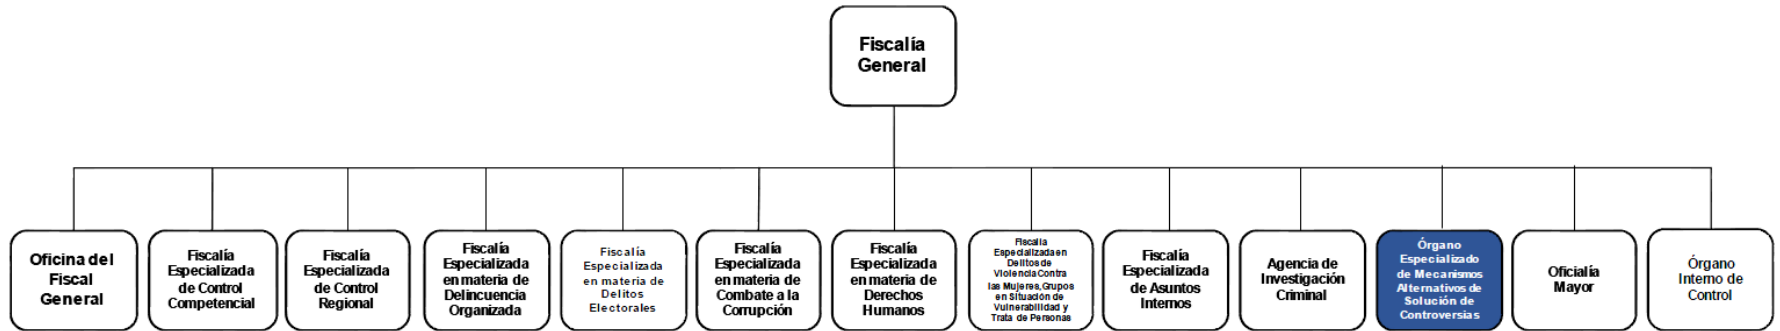 Fiscalía
General
Oficina del
Fiscal
General
Fiscalía
Especializada
de Control
Competencial
Fiscalía
Especializada
de Control
Regional
Fiscalía
Especializada
en materia de
Delincuencia
Organizada
Fiscalía
Especializada
en materia de
Delitos
Electorales
Fiscalía
Especializada
en materia de
Combate a la
Corrupción
Fiscalía
Especializada
en materia de
Derechos
Humanos
Fiscalía
Especializada en
Delitos de
Violencia Contra
las Mujeres, Grupos
en Situación de
Vulnerabilidad y
Trata de Personas
Fiscalía
Especializada
de Asuntos
Internos
Agencia de
Investigación
Criminal
Órgano
Especializado
de Mecanismos
Alternativos de
Solución de
Controversias
Oficialía
Mayor
Órgano
Interno de
Control